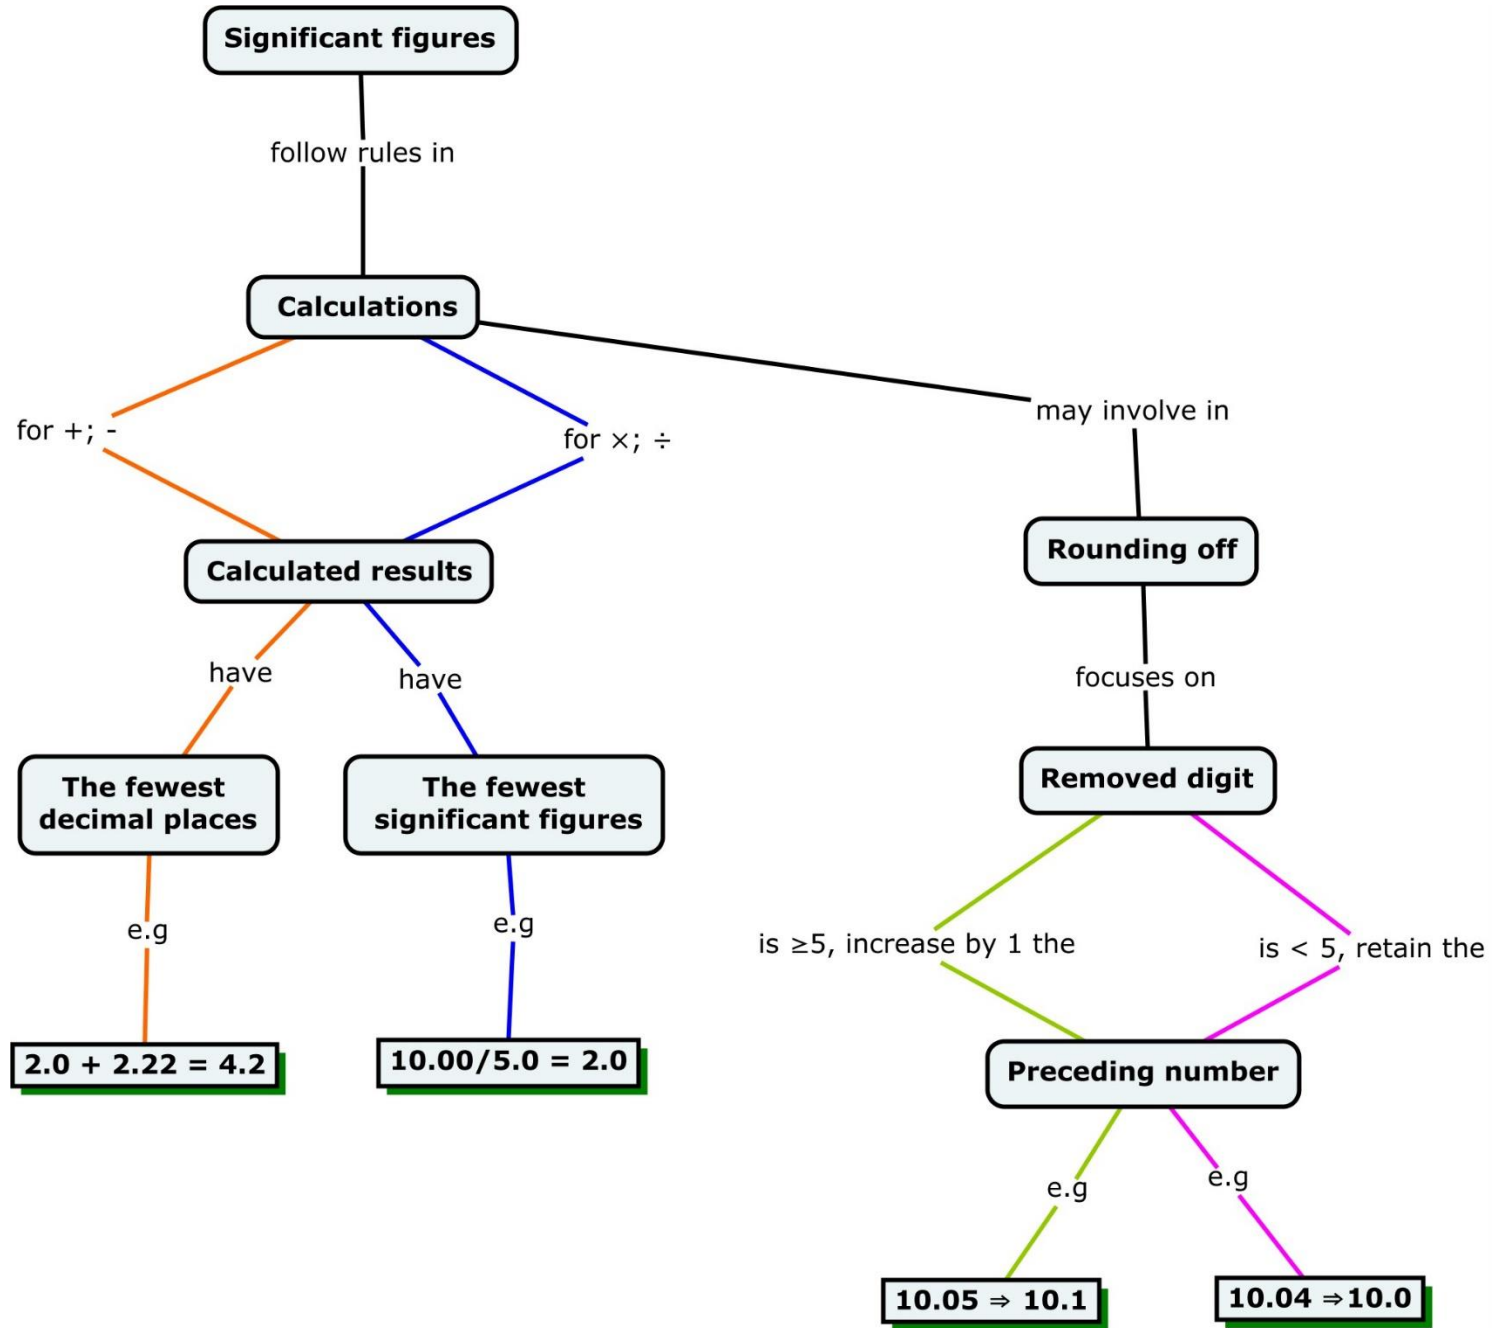 Significant figures
follow rules in
Calculations
for +; -
for ×; ÷
may involve in
Calculated results
Rounding off
have
have
focuses on
The fewest
decimal places
The fewest
significant figures
Removed digit
e.g
e.g
is ≥5, increase by 1 the
is < 5, retain the
2.0 + 2.22 = 4.2
10.00/5.0 = 2.0
Preceding number
e.g
e.g
10.05 ⇒ 10.1
10.04 ⇒10.0